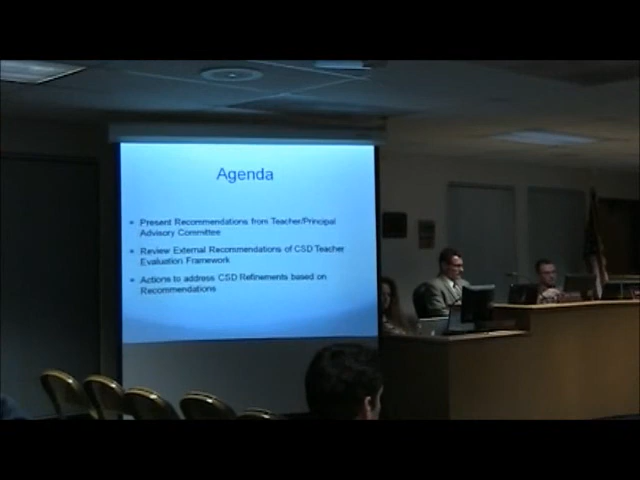 Agenda
• Present Recommendations from Teacher/Principal
Advisory Committee
• Review External Recommendations of CSD Teacher
Evaluation Framework
• Actions to address CSD Refinements based on
Recommendations